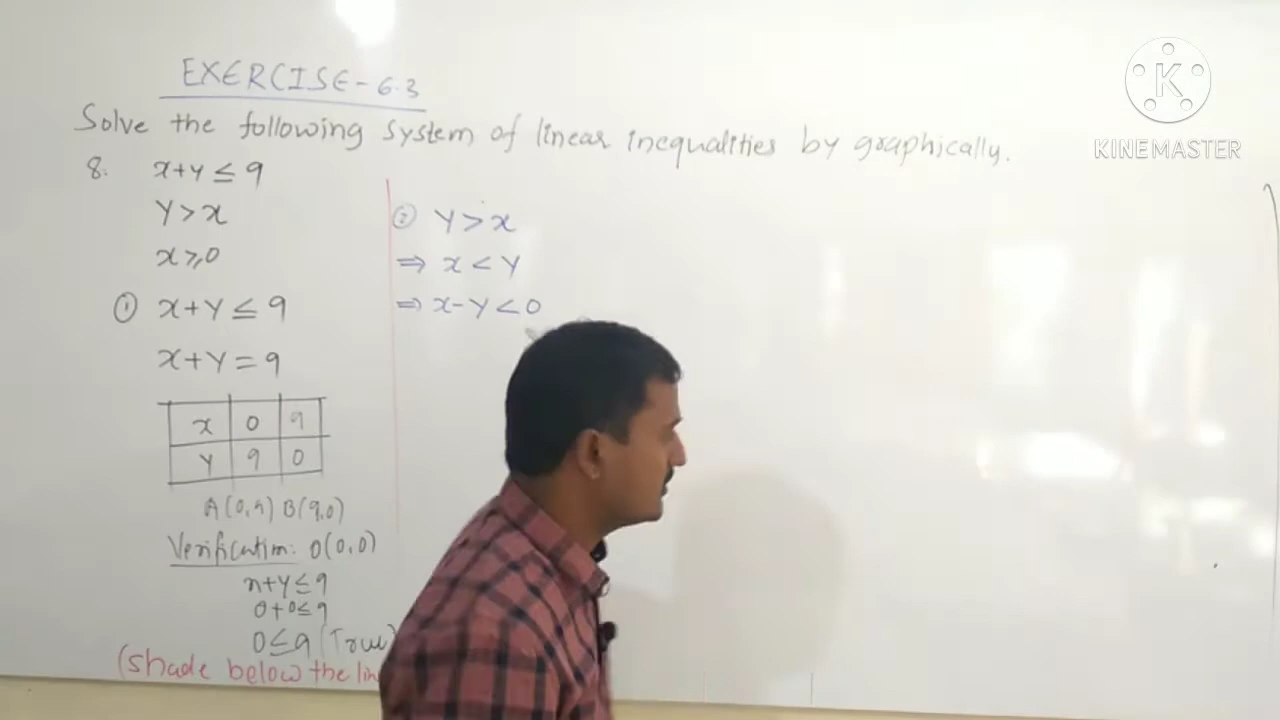 EXERCISE-6.3
Solve the following system of linear inequalities by graphically.
8. x+y ≤ 9
y > x
x ≥ 0
① x+y ≤ 9
x+y = 9
x 0 9
y 9 0
A(0,9) B(9,0)
Verification: O(0,0)
x+y ≤ 9
0+0 ≤ 9
0 ≤ 9 (True)
(Shade below the
② y > x
⇒ x < y
⇒ x-y < 0
K
KINEMASTER